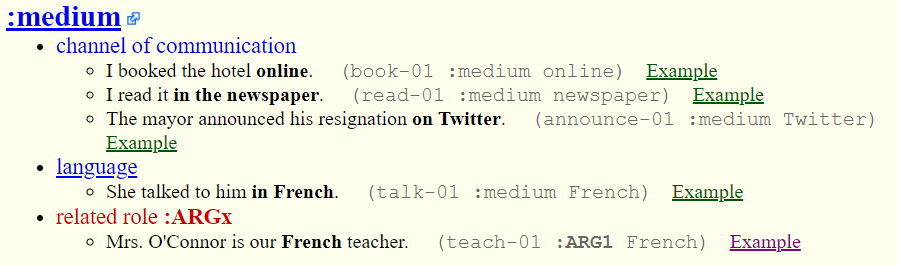 :medium
channel of communication
I booked the hotel online. (book-01 :medium online) Example
I read it in the newspaper. (read-01 :medium newspaper) Example
The mayor announced his resignation on Twitter. (announce-01 :medium Twitter)
Example
language
She talked to him in French. (talk-01 :medium French) Example
related role :ARGx
Mrs. O'Connor is our French teacher. (teach-01 :ARG1 French) Example